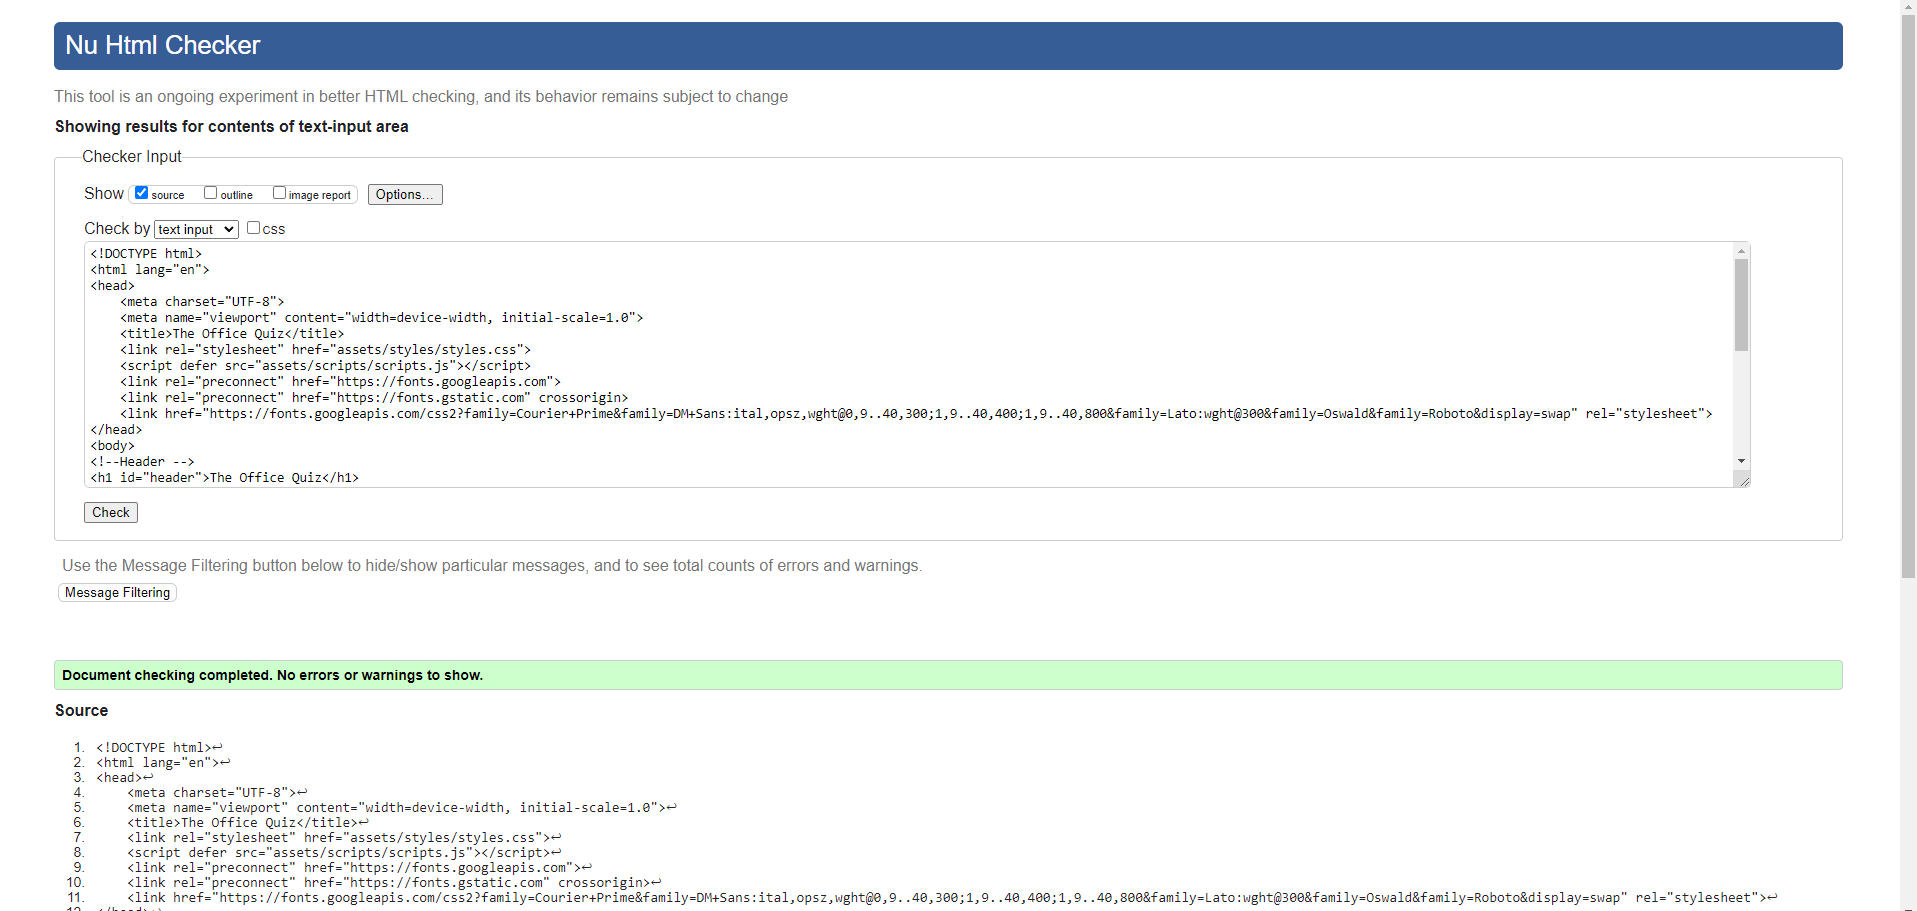 Nu Html Checker
This tool is an ongoing experiment in better HTML checking, and its behavior remains subject to change
Showing results for contents of text-input area
Checker Input
Show source outline image report Options...
Check by text input css
<!DOCTYPE html>
<html lang="en">
<head>
    <meta charset="UTF-8">
    <meta name="viewport" content="width=device-width, initial-scale=1.0">
    <title>The Office Quiz</title>
    <link rel="stylesheet" href="assets/styles/styles.css">
    <script defer src="assets/scripts/scripts.js"></script>
    <link rel="preconnect" href="https://fonts.googleapis.com">
    <link rel="preconnect" href="https://fonts.gstatic.com" crossorigin>
    <link href="https://fonts.googleapis.com/css2?family=Courier+Prime&family=DM+Sans:ital,opsz,wght@0,9..40,300;1,9..40,400;1,9..40,800&family=Lato:wght@300&family=Oswald&family=Roboto&display=swap" rel="stylesheet">
</head>
<body>
<!--Header -->
<h1 id="header">The Office Quiz</h1>
Check
Use the Message Filtering button below to hide/show particular messages, and to see total counts of errors and warnings.
Message Filtering
Document checking completed. No errors or warnings to show.
Source
1. <!DOCTYPE html>↩
2. <html lang="en">↩
3. <head>↩
4.     <meta charset="UTF-8">↩
5.     <meta name="viewport" content="width=device-width, initial-scale=1.0">↩
6.     <title>The Office Quiz</title>↩
7.     <link rel="stylesheet" href="assets/styles/styles.css">↩
8.     <script defer src="assets/scripts/scripts.js"></script>↩
9.     <link rel="preconnect" href="https://fonts.googleapis.com">↩
10.     <link rel="preconnect" href="https://fonts.gstatic.com" crossorigin>↩
11.     <link href="https://fonts.googleapis.com/css2?family=Courier+Prime&family=DM+Sans:ital,opsz,wght@0,9..40,300;1,9..40,400;1,9..40,800&family=Lato:wght@300&family=Oswald&family=Roboto&display=swap" rel="stylesheet">↩